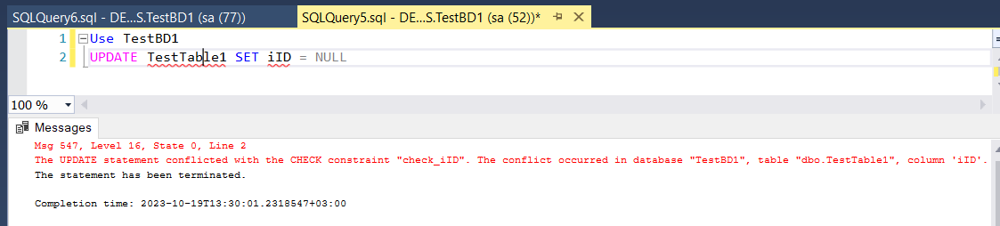 SQLQuery6.sql - DE...S.TestBD1 (sa (77))
SQLQuery5.sql - DE...S.TestBD1 (sa (52))*
1 Use TestBD1
2 UPDATE TestTable1 SET iID = NULL
100 %
Messages
Msg 547, Level 16, State 0, Line 2
The UPDATE statement conflicted with the CHECK constraint "check_iID". The conflict occurred in database "TestBD1", table "dbo.TestTable1", column 'iID'.
The statement has been terminated.
Completion time: 2023-10-19T13:30:01.2318547+03:00